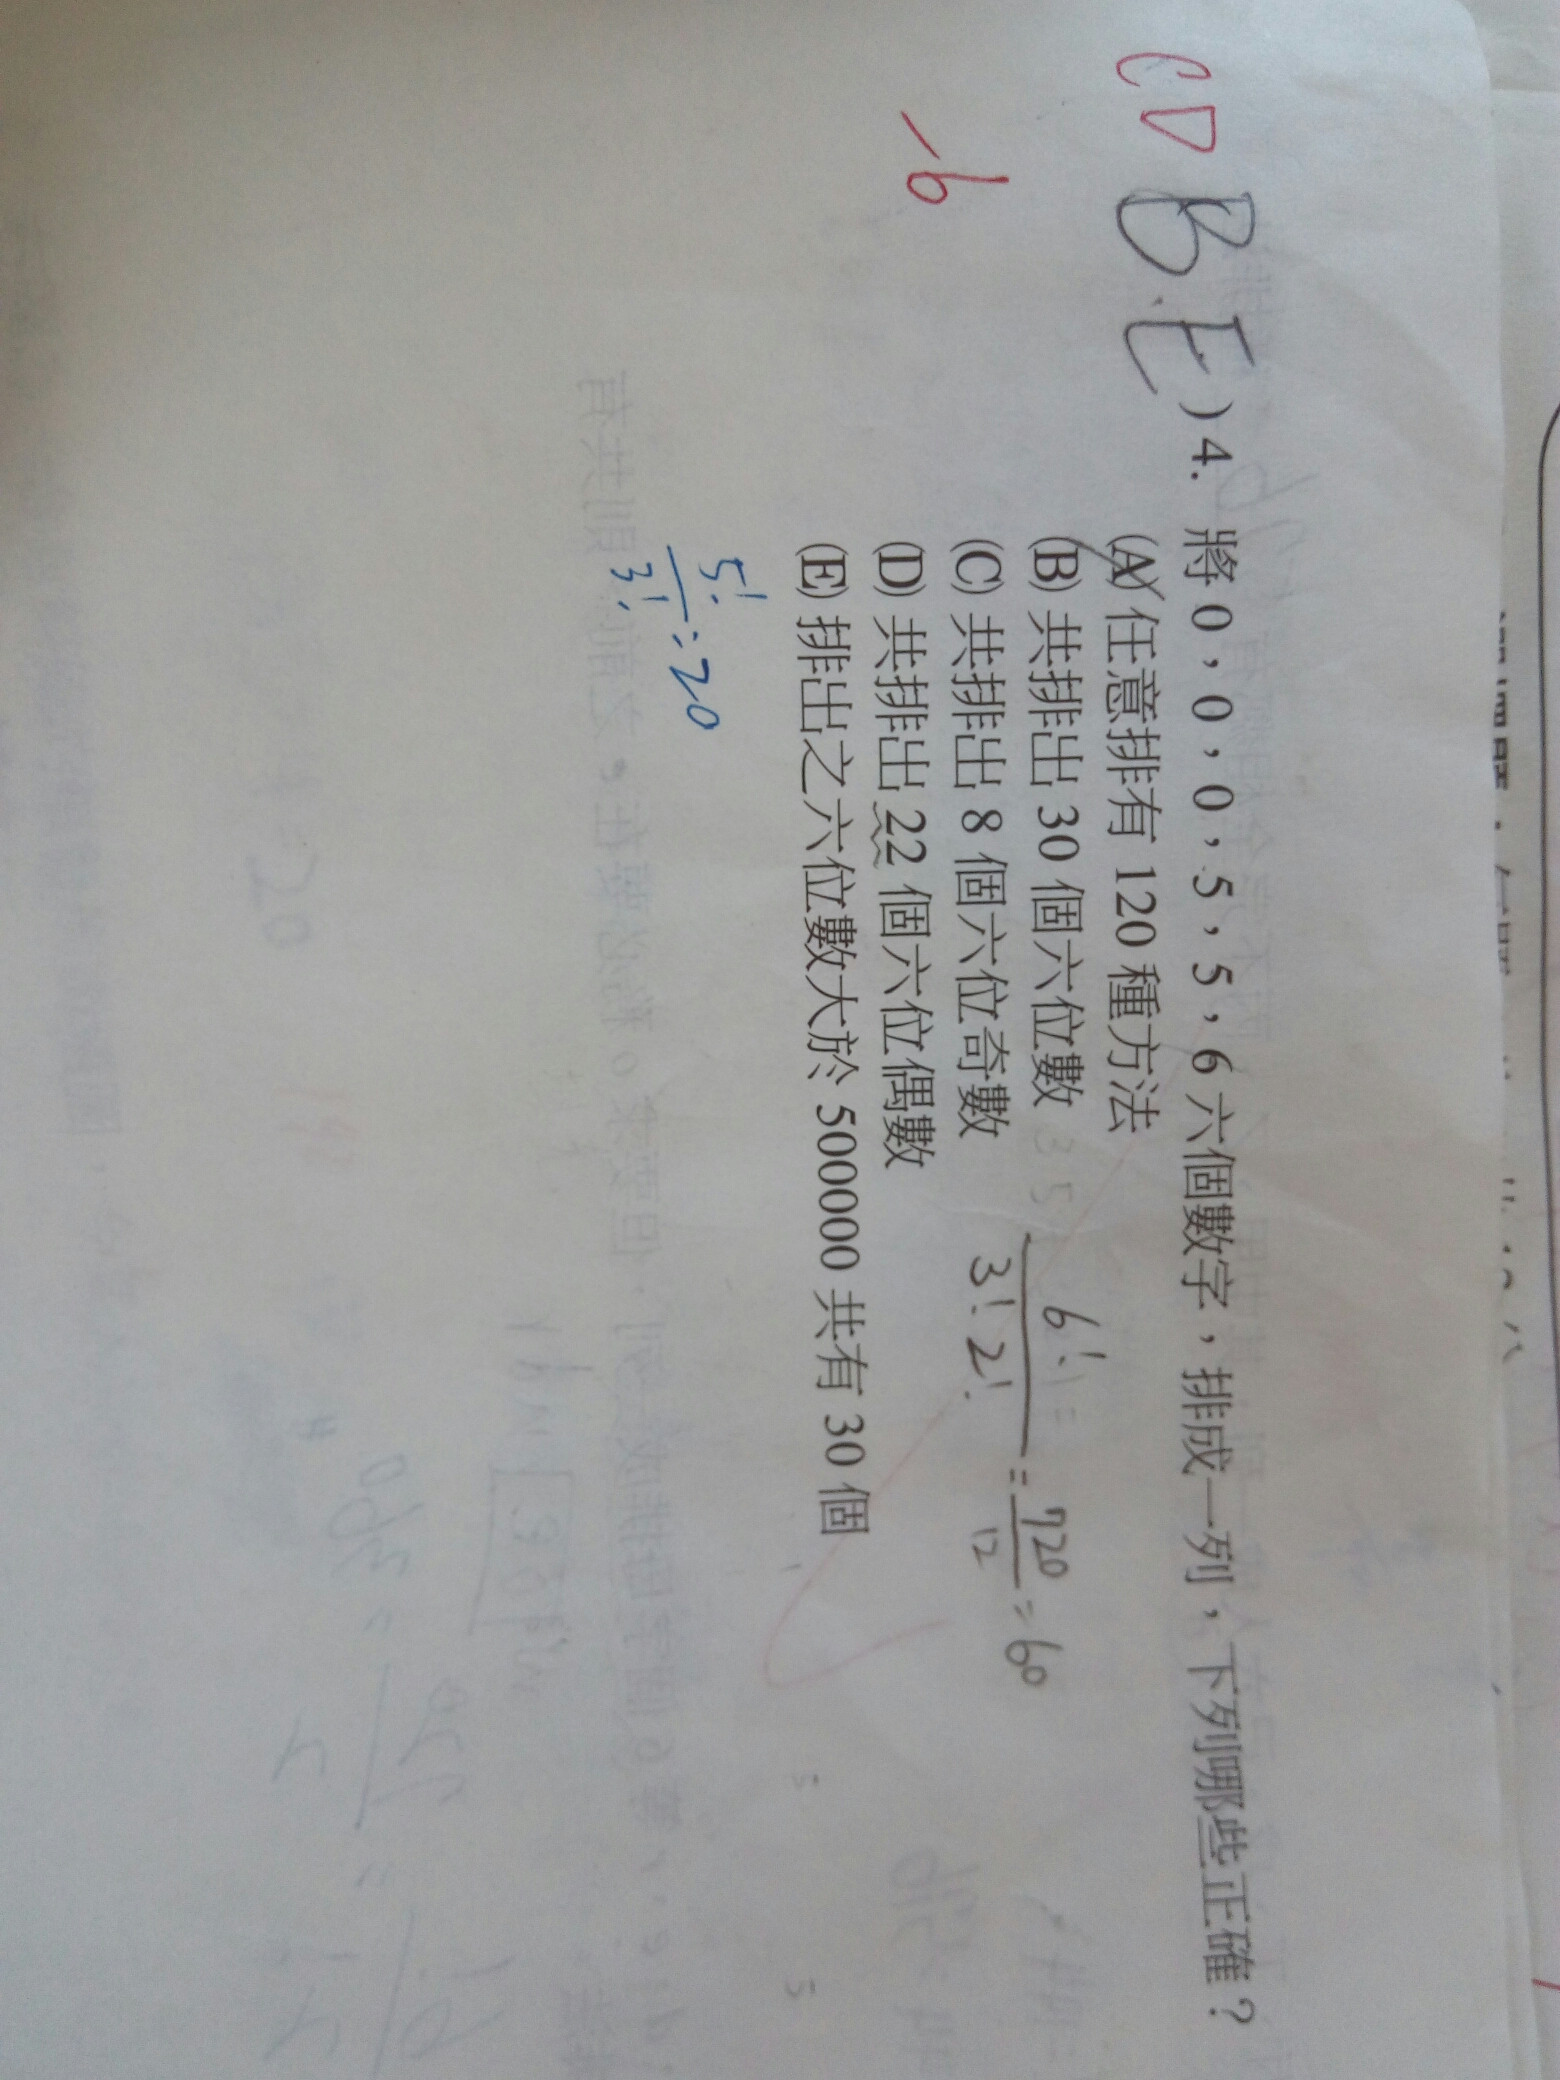 CD B.E ) 4. 將 0，0，0，5，5，6 六個數字，排成一列，下列哪些正確？
-6
(A) 任意排有 120 種方法
(B) 共排出 30 個六位數
(C) 共排出 8 個六位奇數
(D) 共排出 22 個六位偶數
(E) 排出之六位數大於 500000 共有 30 個
6! / 3! 2! = 720 / 12 = 60
5! / 3! = 20